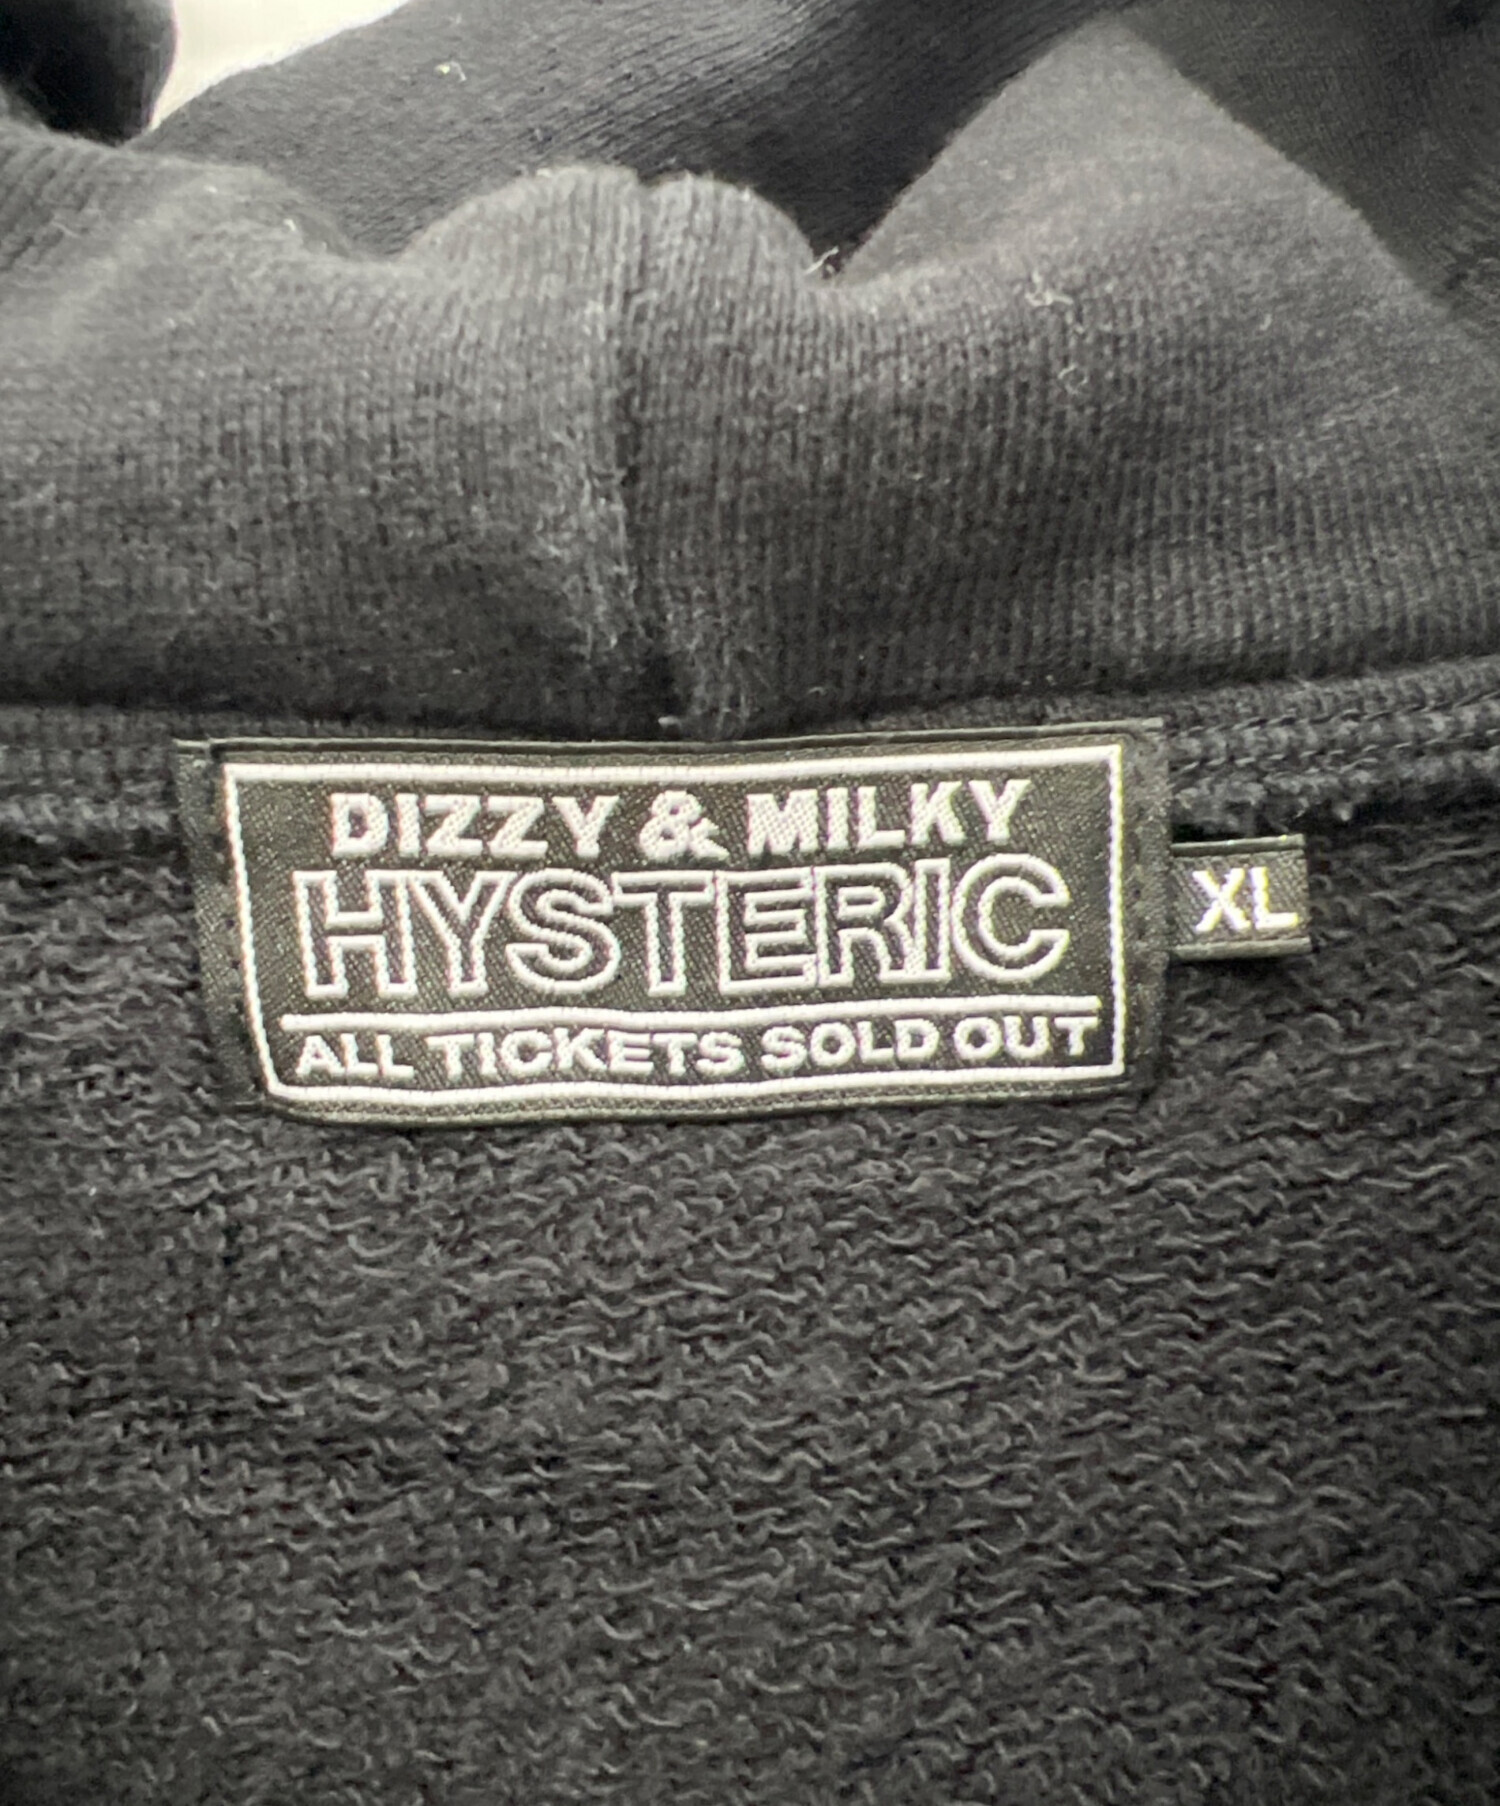 DIZZY & MILKY
HYSTERIC
ALL TICKETS SOLD OUT
XL